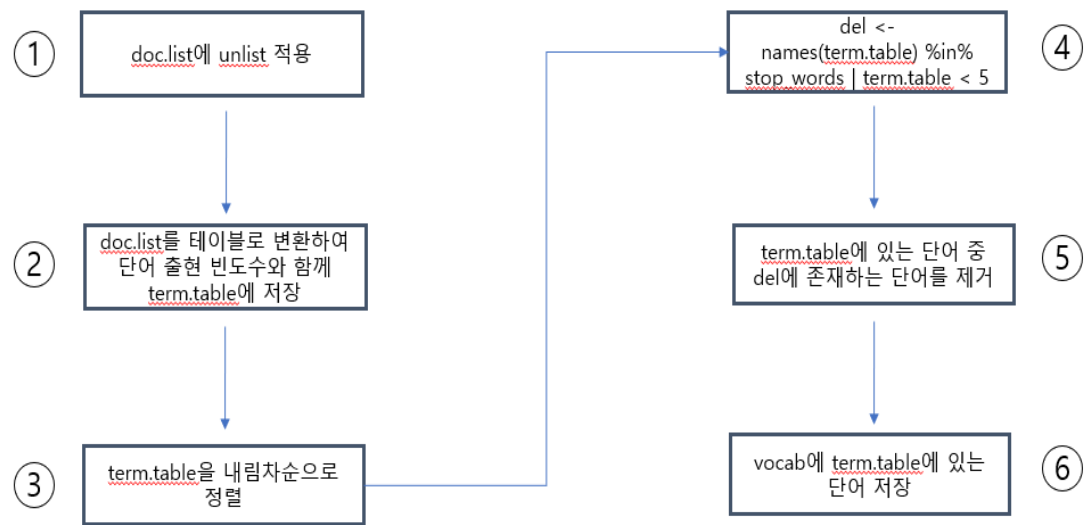 ①
doc.list에 unlist 적용
②
doc.list를 테이블로 변환하여
단어 출현 빈도수와 함께
term.table에 저장
③
term.table을 내림차순으로
정렬
④
del <-
names(term.table) %in%
stop_words | term.table < 5
⑤
term.table에 있는 단어 중
del에 존재하는 단어를 제거
⑥
vocab에 term.table에 있는
단어 저장